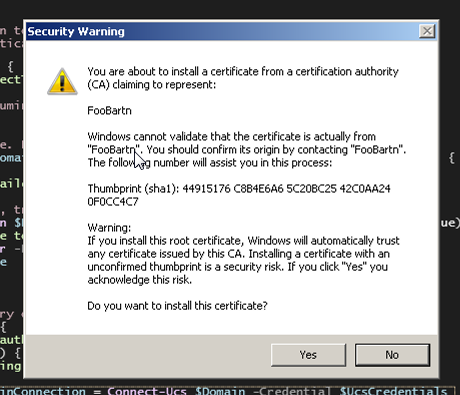 Security Warning
You are about to install a certificate from a certification authority
(CA) claiming to represent:
FooBartn
Windows cannot validate that the certificate is actually from
"FooBartn". You should confirm its origin by contacting "FooBartn".
The following number will assist you in this process:
Thumbprint (sha1): 44915176 C8B4E6A6 5C20BC25 42C0AA24
0F0CC4C7
Warning:
If you install this root certificate, Windows will automatically trust
any certificate issued by this CA. Installing a certificate with an
unconfirmed thumbprint is a security risk. If you click "Yes" you
acknowledge this risk.
Do you want to install this certificate?
Yes
No
= Connect-Ucs $Domain -Credential $UcsCredentials